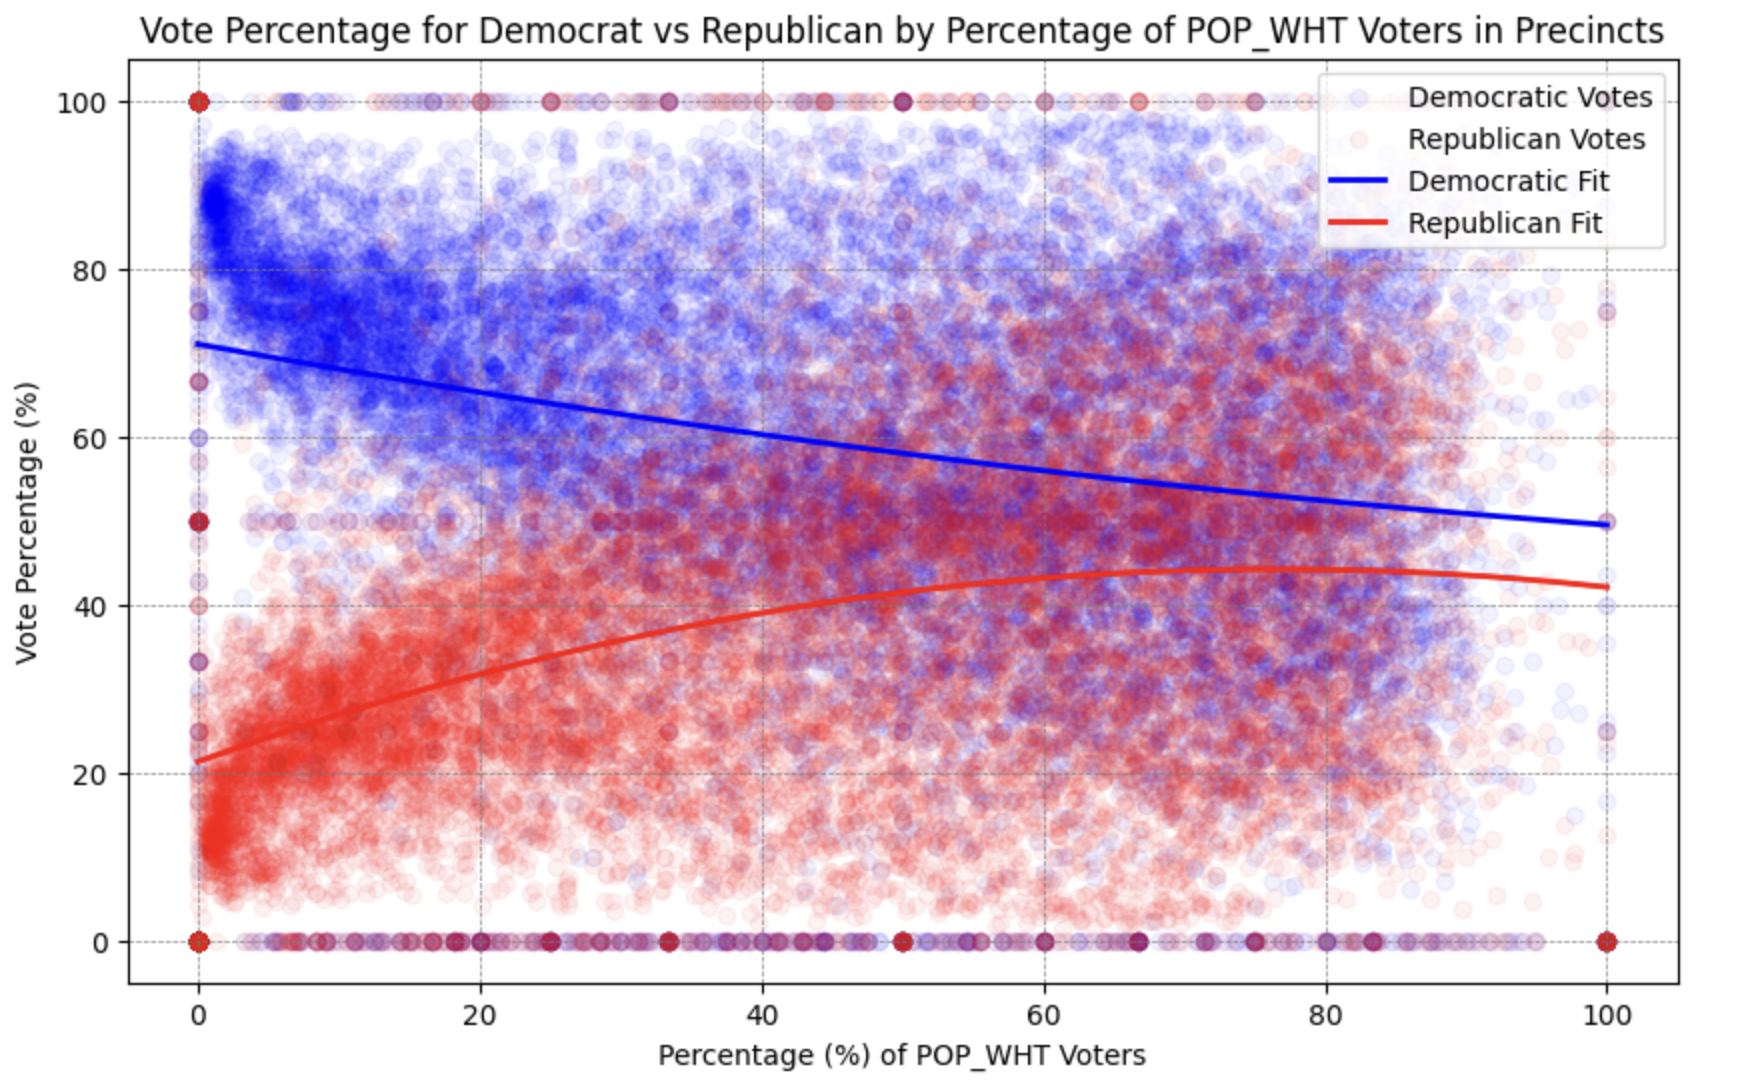 Vote Percentage for Democrat vs Republican by Percentage of POP_WHT Voters in Precincts
Democratic Votes
Republican Votes
Democratic Fit
Republican Fit
Vote Percentage (%)
100
80
60
40
20
0
0 20 40 60 80 100
Percentage (%) of POP_WHT Voters